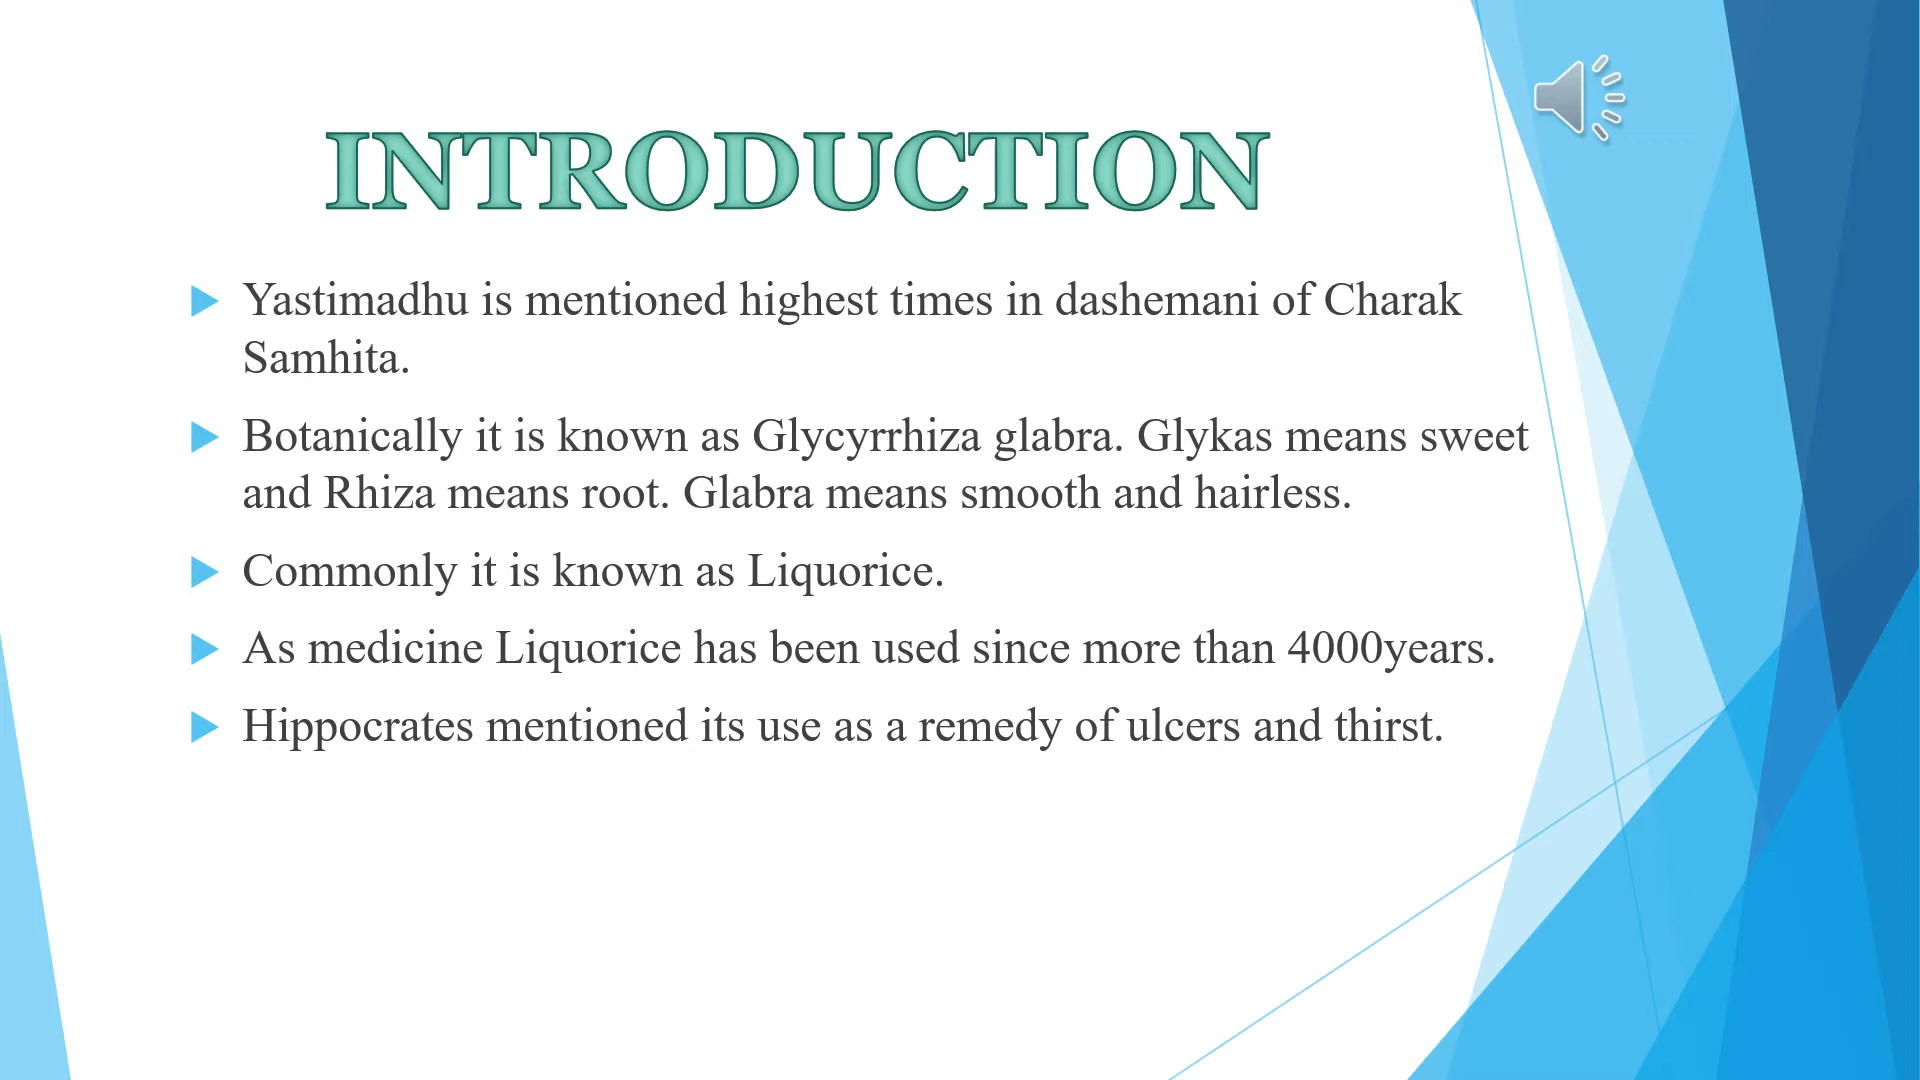 INTRODUCTION
Yastimadhu is mentioned highest times in dashemani of Charak
Samhita.
Botanically it is known as Glycyrrhiza glabra. Glykas means sweet
and Rhiza means root. Glabra means smooth and hairless.
Commonly it is known as Liquorice.
As medicine Liquorice has been used since more than 4000years.
Hippocrates mentioned its use as a remedy of ulcers and thirst.